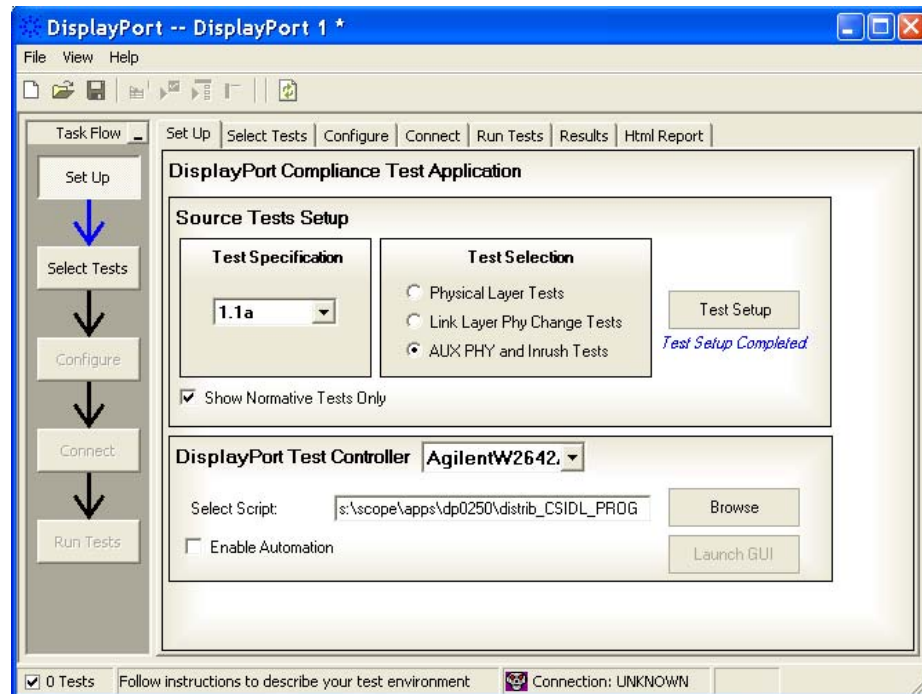 DisplayPort -- DisplayPort 1 *
File View Help
Task Flow
Set Up
Select Tests
Configure
Connect
Run Tests
Set Up Select Tests Configure Connect Run Tests Results Html Report
DisplayPort Compliance Test Application
Source Tests Setup
Test Specification
1.1a
Test Selection
Physical Layer Tests
Link Layer Phy Change Tests
AUX PHY and Inrush Tests
Test Setup
Test Setup Completed
Show Normative Tests Only
DisplayPort Test Controller AgilentW2642
Select Script: s:\scope\apps\dp0250\distrib_CSIDL_PROG Browse
Enable Automation Launch GUI
0 Tests Follow instructions to describe your test environment Connection: UNKNOWN